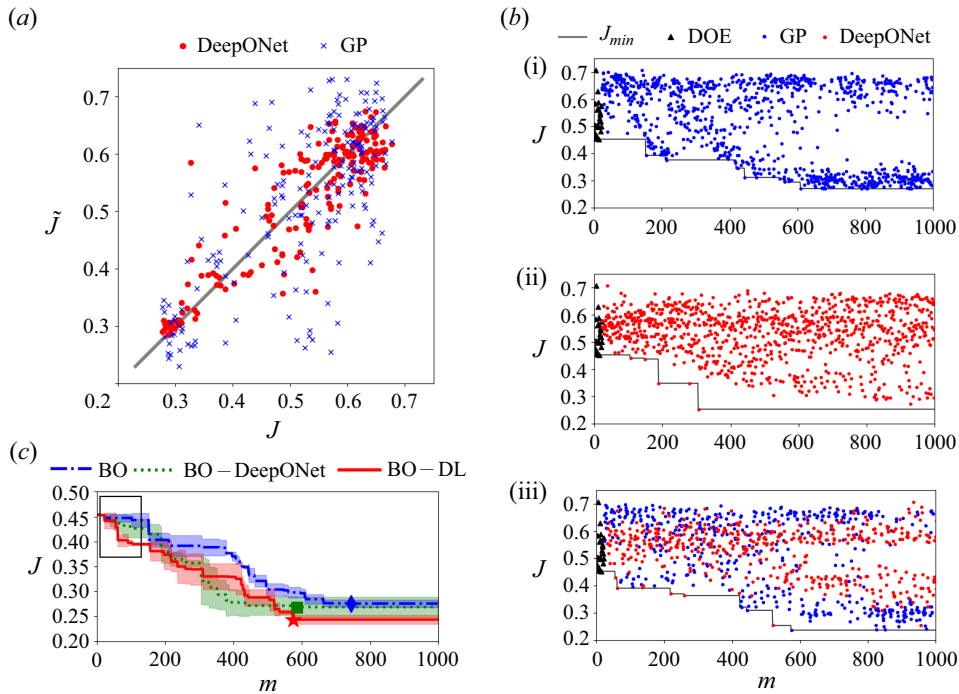 (a)
DeepONet GP
0.7
0.6
J̃
0.5
0.4
0.3
0.2 0.3 0.4 0.5 0.6 0.7
J
(b)
J_min DOE GP DeepONet
(i)
0.7
0.6
J 0.5
0.4
0.3
0.2
0 200 400 600 800 1000
(ii)
0.7
0.6
J 0.5
0.4
0.3
0.2
0 200 400 600 800 1000
(iii)
0.7
0.6
J 0.5
0.4
0.3
0.2
0 200 400 600 800 1000
m
(c)
BO BO – DeepONet BO – DL
0.50
0.45
0.40
J 0.35
0.30
0.25
0.20
0 200 400 600 800 1000
m